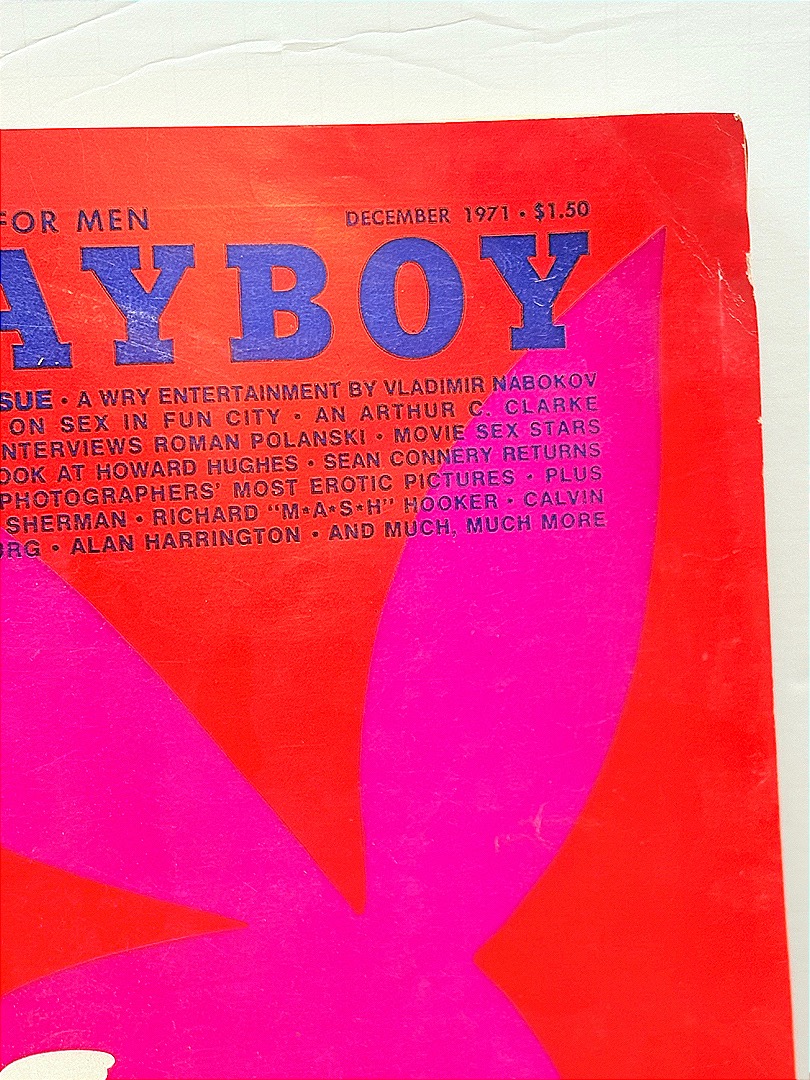 FOR MEN
DECEMBER 1971 • $1.50
AYBOY
SUE • A WRY ENTERTAINMENT BY VLADIMIR NABOKOV
ON SEX IN FUN CITY • AN ARTHUR C. CLARKE
NTERVIEWS ROMAN POLANSKI • MOVIE SEX STARS
OOK AT HOWARD HUGHES • SEAN CONNERY RETURNS
PHOTOGRAPHERS' MOST EROTIC PICTURES • PLUS
SHERMAN • RICHARD "M*A*S*H" HOOKER • CALVIN
RG • ALAN HARRINGTON • AND MUCH, MUCH MORE